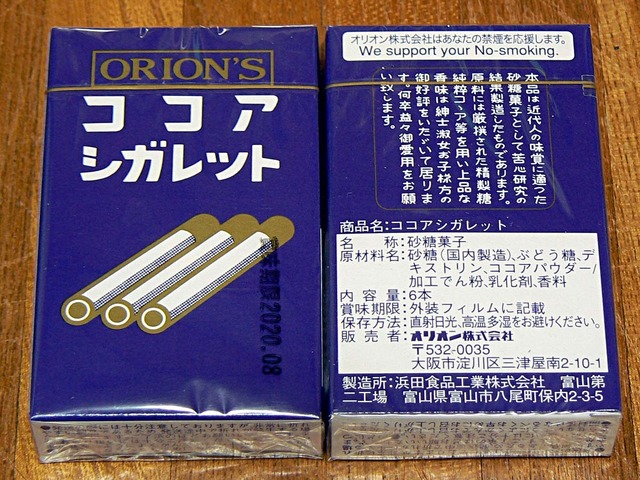 ORION'S
ココア
シガレット
賞味期限2020.08
オリオン株式会社はあなたの禁煙を応援します。
We support your No-smoking.
本品は近代人の味覚に適った
砂糖菓子として苦心研究の
結果製造したものであります。
原料には厳撰された精製糖
純粋ココア等を用い上品な
香味は紳士淑女お子様方の
御好評をいたゞいて居りま
す。何卒益々御愛用をお願
い致します。
商品名:ココアシガレット
名　　称:砂糖菓子
原材料名:砂糖(国内製造)、ぶどう糖、デ
キストリン、ココアパウダー/
加工でん粉、乳化剤、香料
内 容 量:6本
賞味期限:外装フィルムに記載
保存方法:直射日光、高温多湿をお避けください。
販 売 者:オリオン株式会社
〒532-0035
大阪市淀川区三津屋南2-10-1
製造所:浜田食品工業株式会社　富山第
二工場　富山県富山市八尾町保内2-3-5